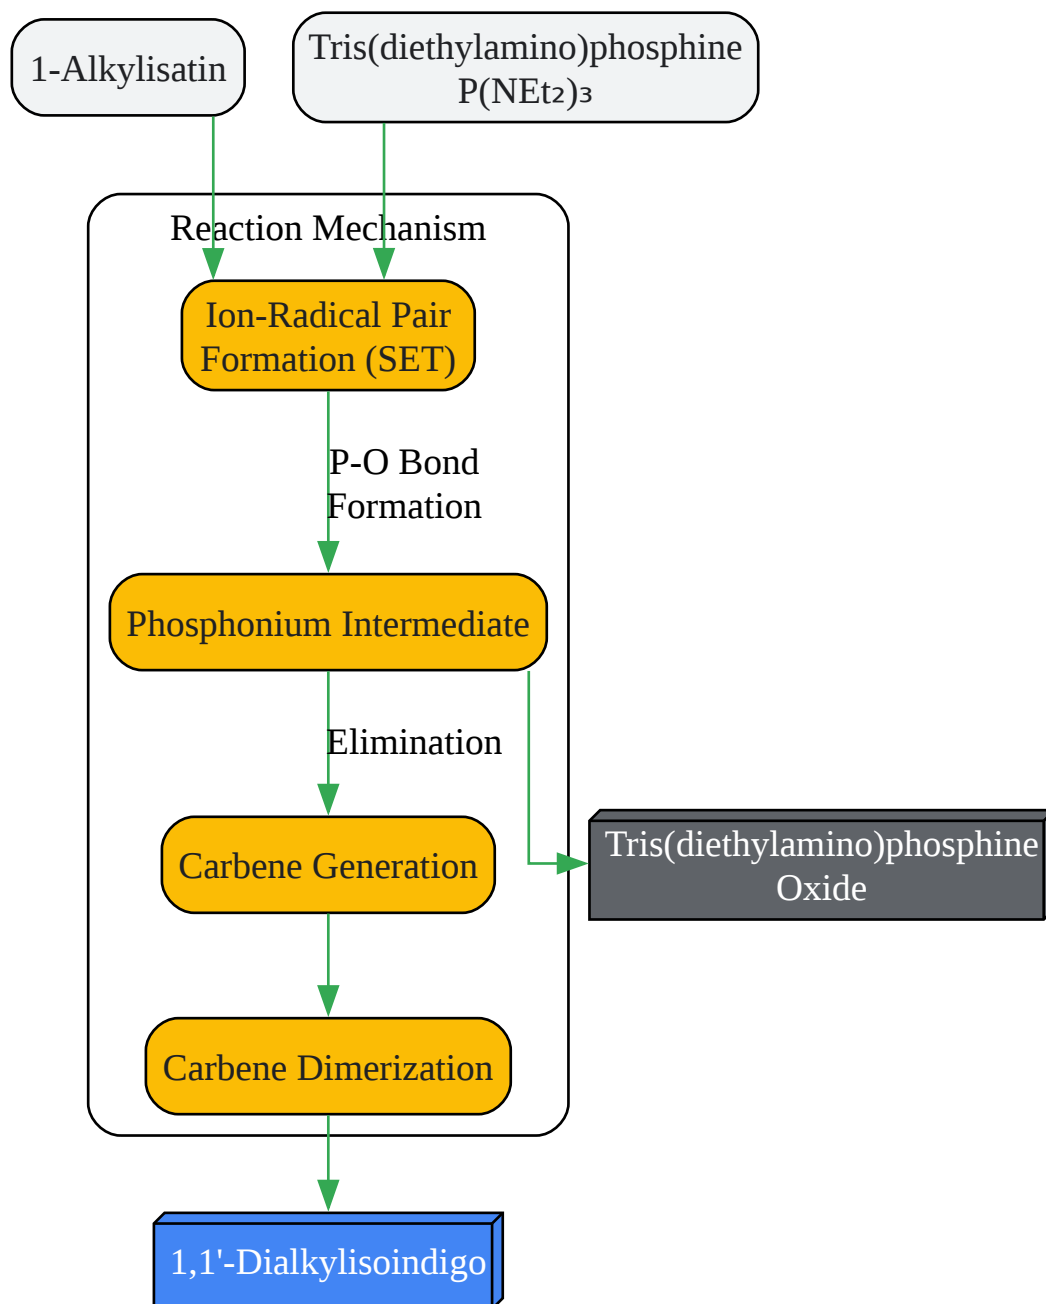 1-Alkylisatin
Tris(diethylamino)phosphine
P(NEt₂)₃
Reaction Mechanism
Ion-Radical Pair
Formation (SET)
P-O Bond
Formation
Phosphonium Intermediate
Elimination
Carbene Generation
Tris(diethylamino)phosphine
Oxide
Carbene Dimerization
1,1'-Dialkylisoindigo